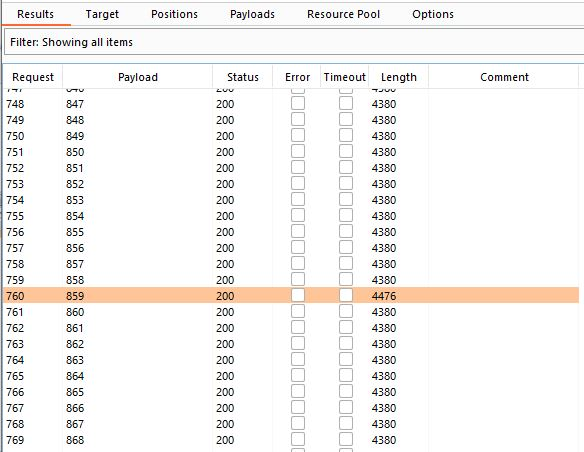 Results Target Positions Payloads Resource Pool Options
Filter: Showing all items
Request Payload Status Error Timeout Length Comment
747 846 200 4380
748 847 200 4380
749 848 200 4380
750 849 200 4380
751 850 200 4380
752 851 200 4380
753 852 200 4380
754 853 200 4380
755 854 200 4380
756 855 200 4380
757 856 200 4380
758 857 200 4380
759 858 200 4380
760 859 200 4476
761 860 200 4380
762 861 200 4380
763 862 200 4380
764 863 200 4380
765 864 200 4380
766 865 200 4380
767 866 200 4380
768 867 200 4380
769 868 200 4380